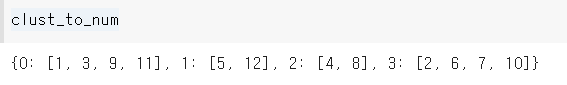 clust_to_num
{0: [1, 3, 9, 11], 1: [5, 12], 2: [4, 8], 3: [2, 6, 7, 10]}